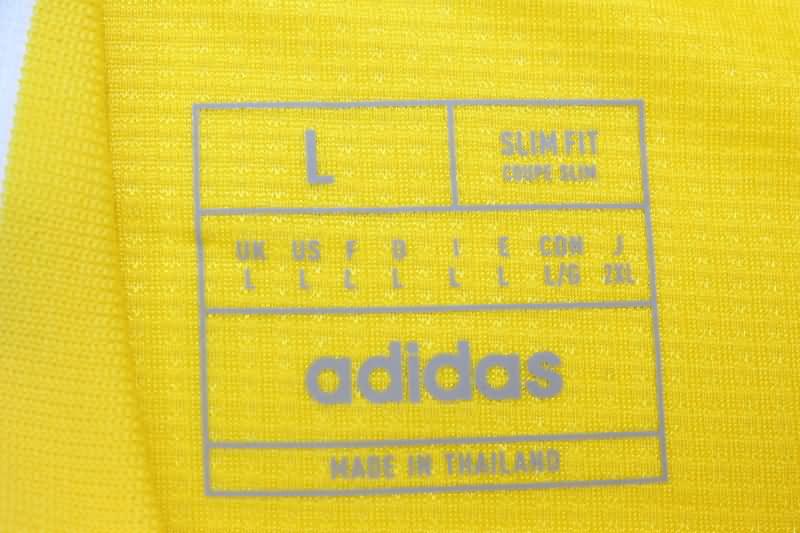 L
SLIM FIT
COUPE SLIM
UK US F D I E CDN J
L L L L L L L/G 2XL
adidas
MADE IN THAILAND